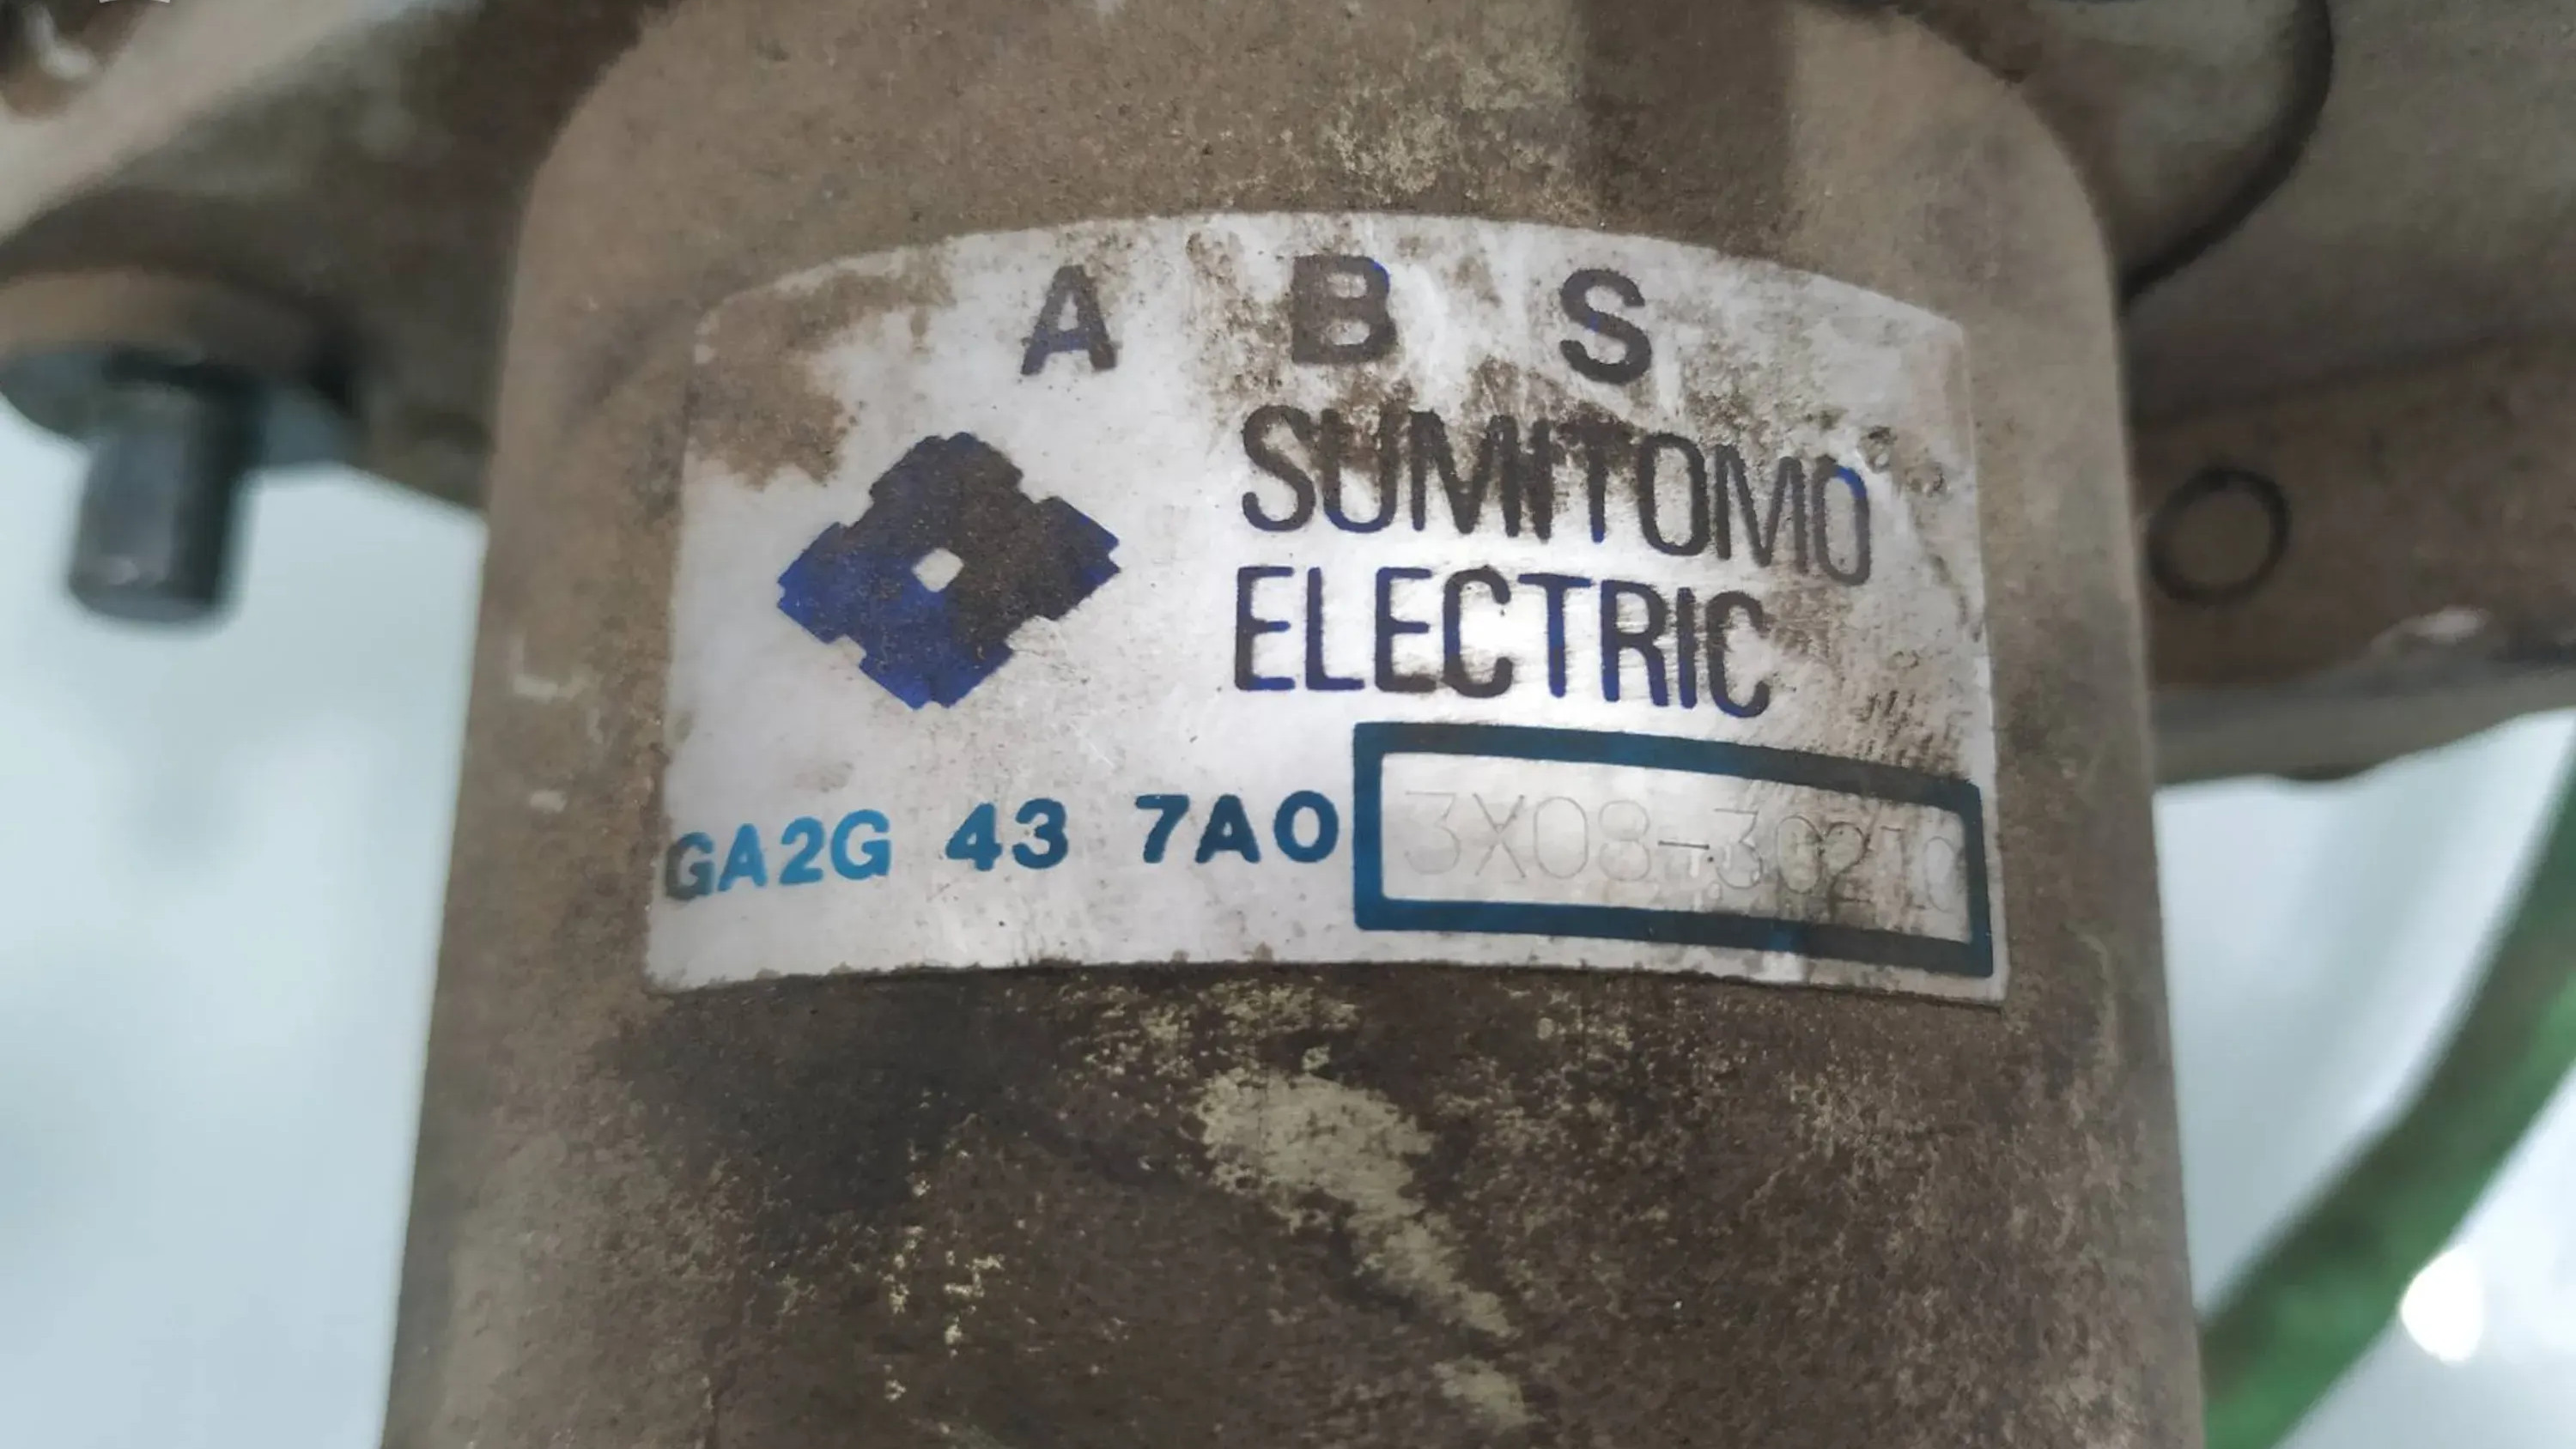 A B S
SUMITOMO
ELECTRIC
GA2G 43 7A0 3X08-30210